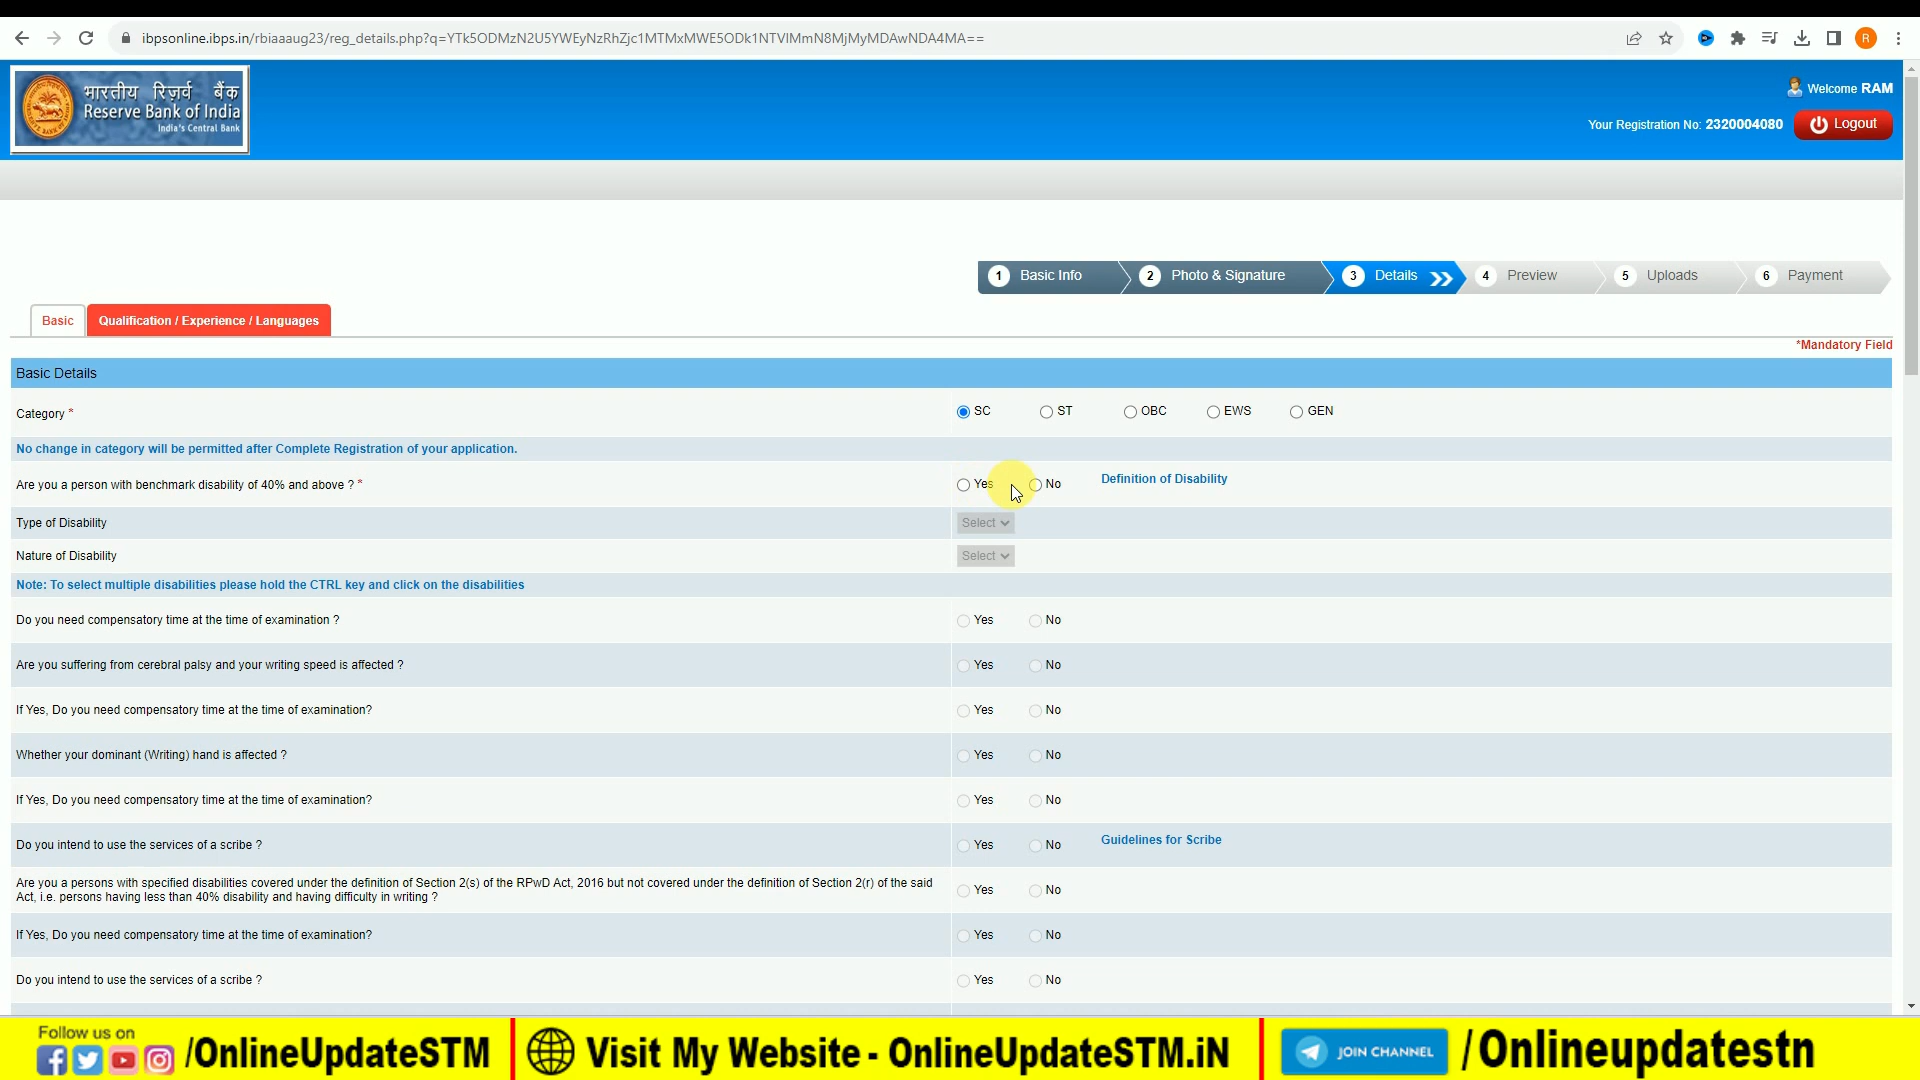 ibpsonline.ibps.in/rbiaaaug23/reg_details.php?q=YTk5ODMzN2U5YWEyNzRhZjc1MTMxMWE5ODk1NTVlMmN8MjMyMDAwNDA4MA==
R
भारतीय रिज़र्व बैंक
Reserve Bank of India
India's Central Bank
Welcome RAM
Your Registration No: 2320004080
Logout
1 Basic Info
2 Photo & Signature
3 Details
4 Preview
5 Uploads
6 Payment
Basic
Qualification / Experience / Languages
*Mandatory Field
Basic Details
Category * SC ST OBC EWS GEN
No change in category will be permitted after Complete Registration of your application.
Are you a person with benchmark disability of 40% and above ? * Yes No Definition of Disability
Type of Disability Select
Nature of Disability Select
Note: To select multiple disabilities please hold the CTRL key and click on the disabilities
Do you need compensatory time at the time of examination ? Yes No
Are you suffering from cerebral palsy and your writing speed is affected ? Yes No
If Yes, Do you need compensatory time at the time of examination? Yes No
Whether your dominant (Writing) hand is affected ? Yes No
If Yes, Do you need compensatory time at the time of examination? Yes No
Do you intend to use the services of a scribe ? Yes No Guidelines for Scribe
Are you a persons with specified disabilities covered under the definition of Section 2(s) of the RPwD Act, 2016 but not covered under the definition of Section 2(r) of the said
Act, i.e. persons having less than 40% disability and having difficulty in writing ? Yes No
If Yes, Do you need compensatory time at the time of examination? Yes No
Do you intend to use the services of a scribe ? Yes No
Follow us on
/OnlineUpdateSTM
Visit My Website - OnlineUpdateSTM.iN
JOIN CHANNEL
/Onlineupdatestn